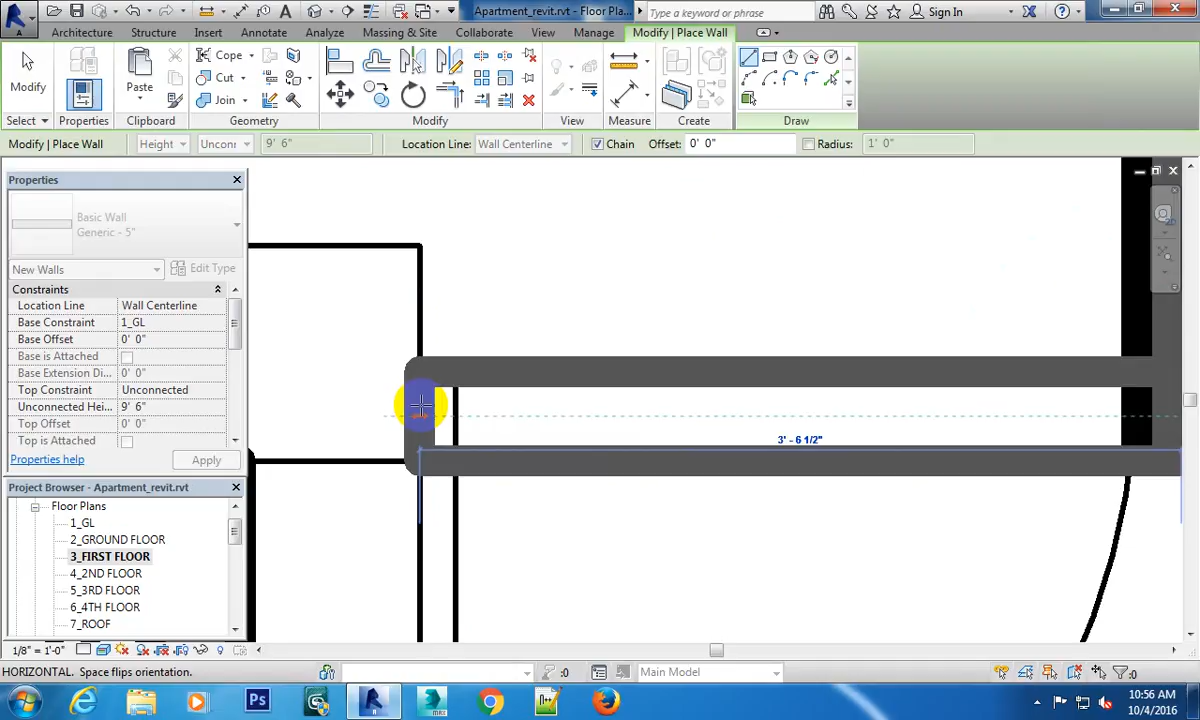 Apartment_revit.rvt - Floor Pla...
Type a keyword or phrase
Sign In
Architecture
Structure
Insert
Annotate
Analyze
Massing & Site
Collaborate
View
Manage
Modify | Place Wall
Modify
Select
Properties
Paste
Clipboard
Cope
Cut
Join
Geometry
Modify
View
Measure
Create
Draw
Modify | Place Wall
Height
Uncon:
9' 6"
Location Line: Wall Centerline
Chain
Offset: 0' 0"
Radius: 1' 0"
Properties
Basic Wall
Generic - 5"
New Walls
Edit Type
Constraints
Location Line Wall Centerline
Base Constraint 1_GL
Base Offset 0' 0"
Base is Attached
Base Extension Di... 0' 0"
Top Constraint Unconnected
Unconnected Hei... 9' 6"
Top Offset 0' 0"
Top is Attached
Properties help
Apply
Project Browser - Apartment_revit.rvt
Floor Plans
1_GL
2_GROUND FLOOR
3_FIRST FLOOR
4_2ND FLOOR
5_3RD FLOOR
6_4TH FLOOR
7_ROOF
3' - 6 1/2"
1/8" = 1'-0"
HORIZONTAL. Space flips orientation.
:0
Main Model
:0
Ps
10:56 AM
10/4/2016